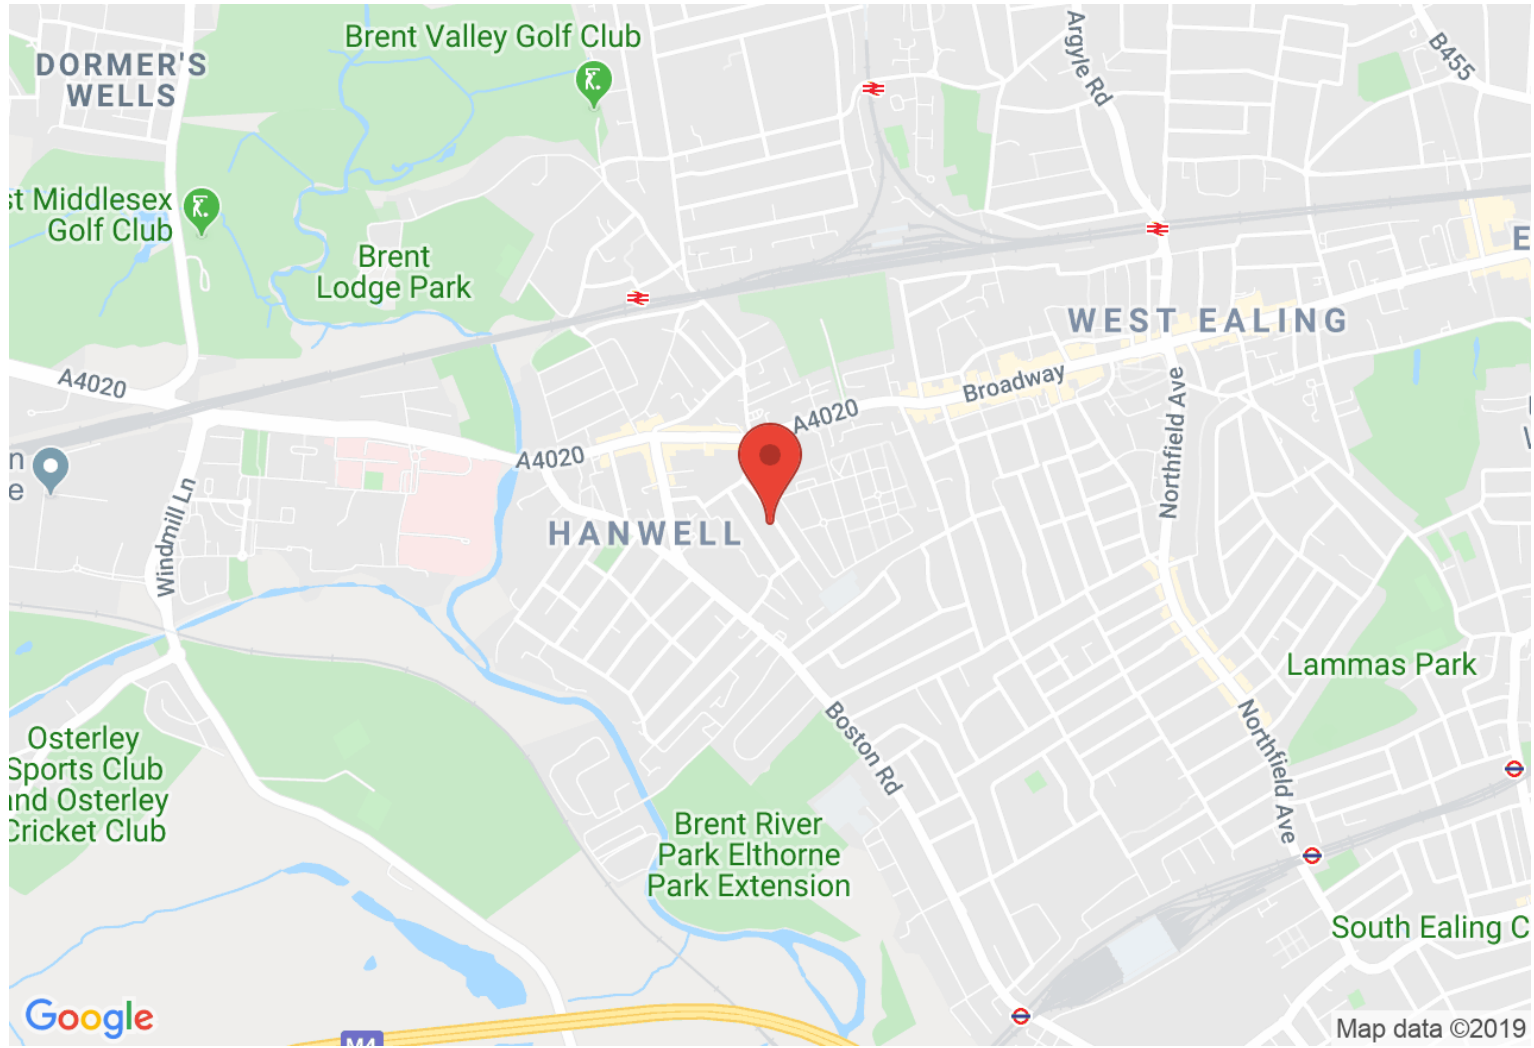 Brent Valley Golf Club
DORMER'S
WELLS
Argyle Rd
B455
st Middlesex
Golf Club
Brent
Lodge Park
E
WEST EALING
A4020
Broadway
A4020
A4020
n
e
Windmill Ln
Northfield Ave
HANWELL
Lammas Park
Osterley
Sports Club
and Osterley
Cricket Club
Boston Rd
Northfield Ave
Brent River
Park Elthorne
Park Extension
South Ealing C
Google
M4
Map data ©2019